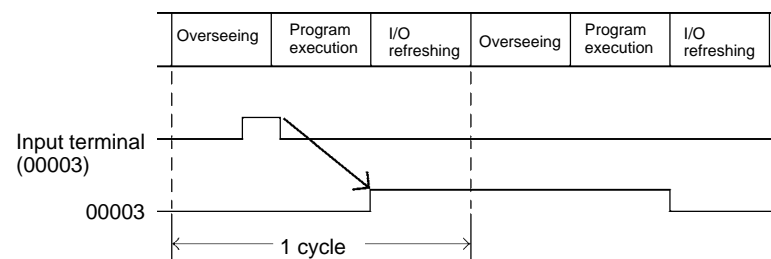 Overseeing
Program
execution
I/O
refreshing
Overseeing
Program
execution
I/O
refreshing
Input terminal
(00003)
00003
1 cycle